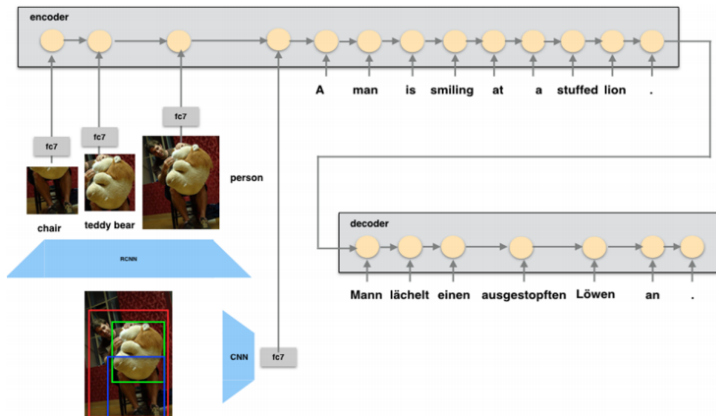 encoder
A man is smiling at a stuffed lion .
fc7
fc7
fc7
person
chair
teddy bear
RCNN
CNN
fc7
decoder
Mann lächelt einen ausgestopften Löwen an .